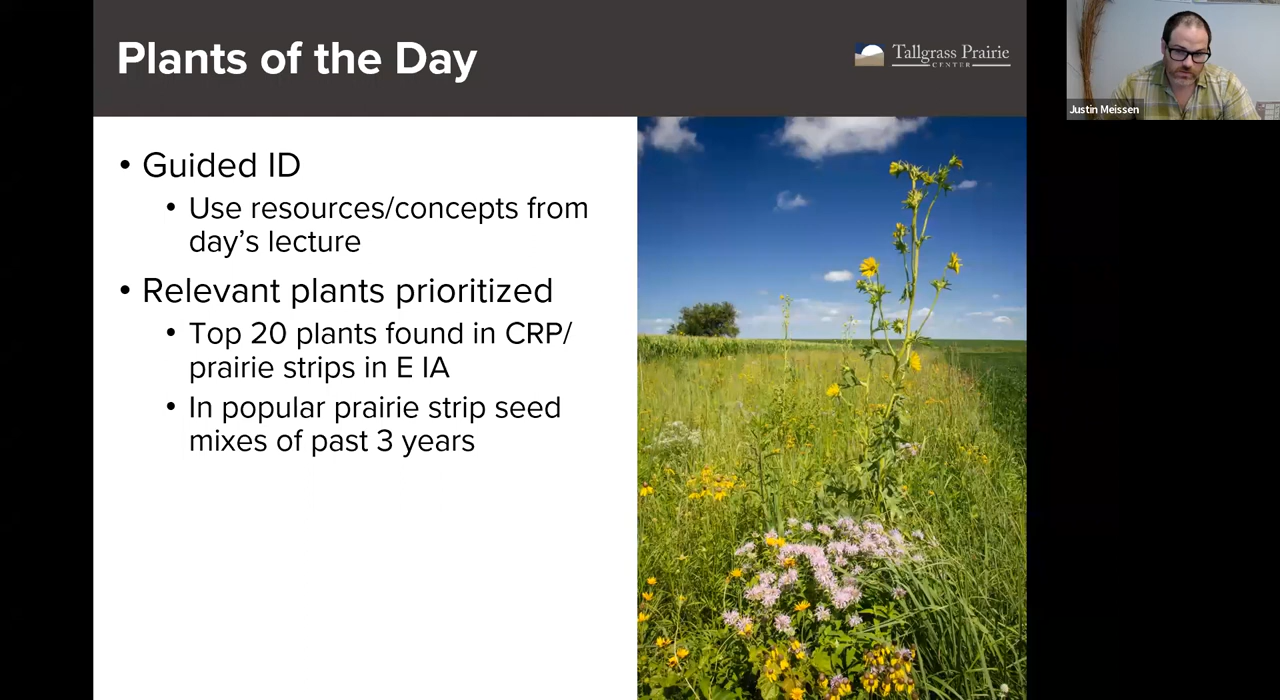 Plants of the Day
Tallgrass Prairie
CENTER
Justin Meissen
• Guided ID
• Use resources/concepts from
day’s lecture
• Relevant plants prioritized
• Top 20 plants found in CRP/
prairie strips in E IA
• In popular prairie strip seed
mixes of past 3 years